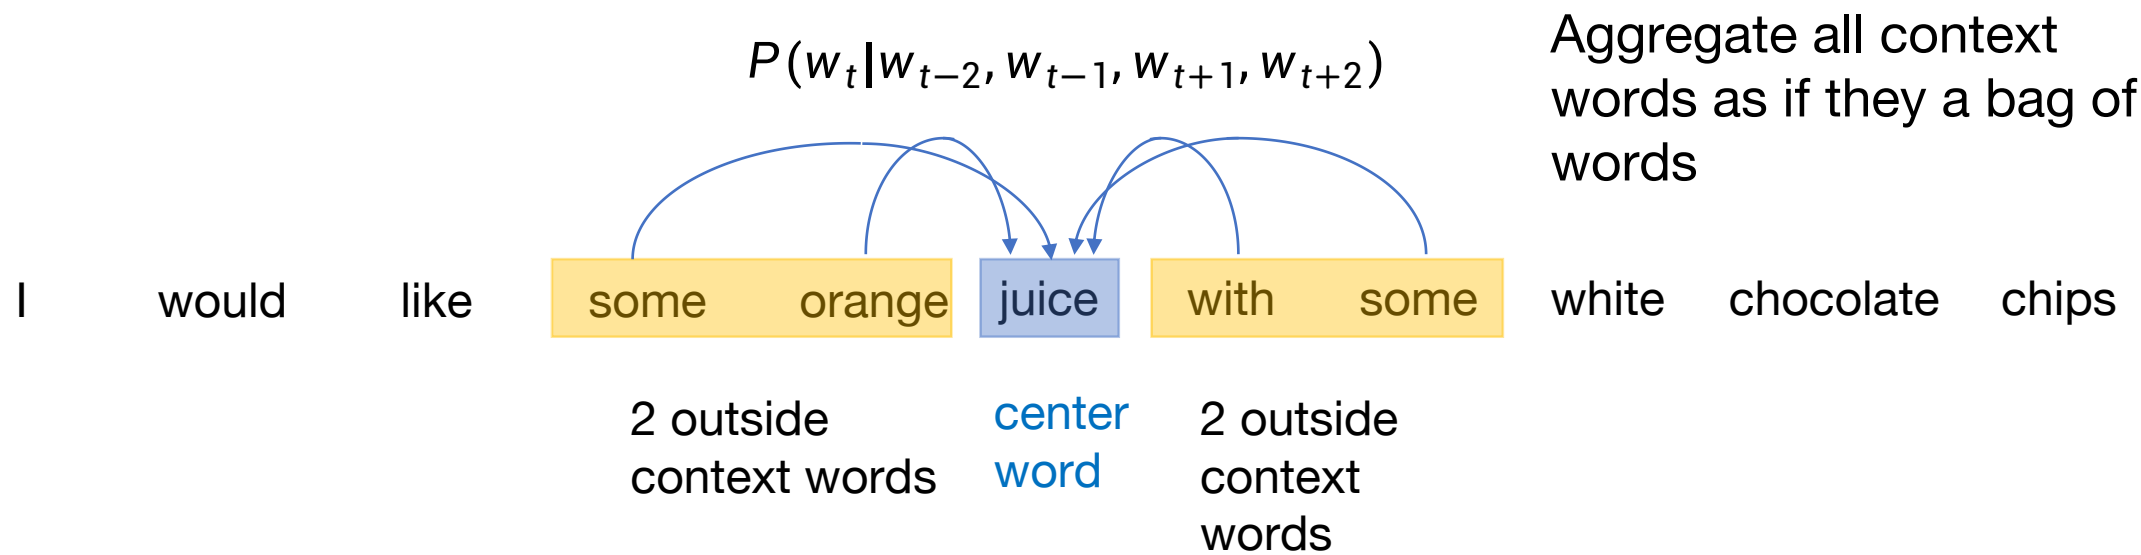 P(w_t|w_{t−2}, w_{t−1}, w_{t+1}, w_{t+2})
Aggregate all context
words as if they a bag of
words
I would like some orange juice with some white chocolate chips
2 outside
context words
center
word
2 outside
context
words